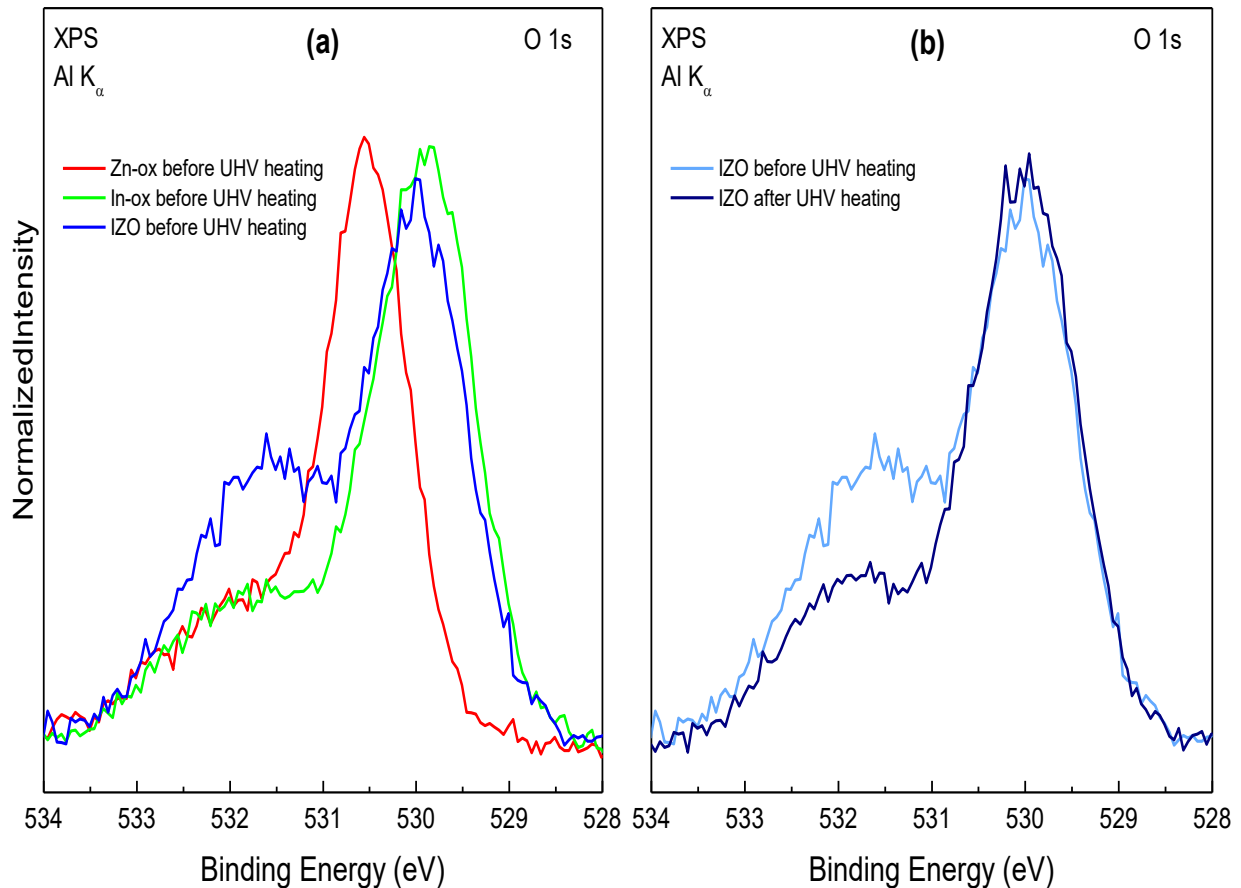 XPS
(a)
O 1s
Al Kα
Zn-ox before UHV heating
In-ox before UHV heating
IZO before UHV heating
NormalizedIntensity
534
533
532
531
530
529
528
Binding Energy (eV)
XPS
(b)
O 1s
Al Kα
IZO before UHV heating
IZO after UHV heating
534
533
532
531
530
529
528
Binding Energy (eV)